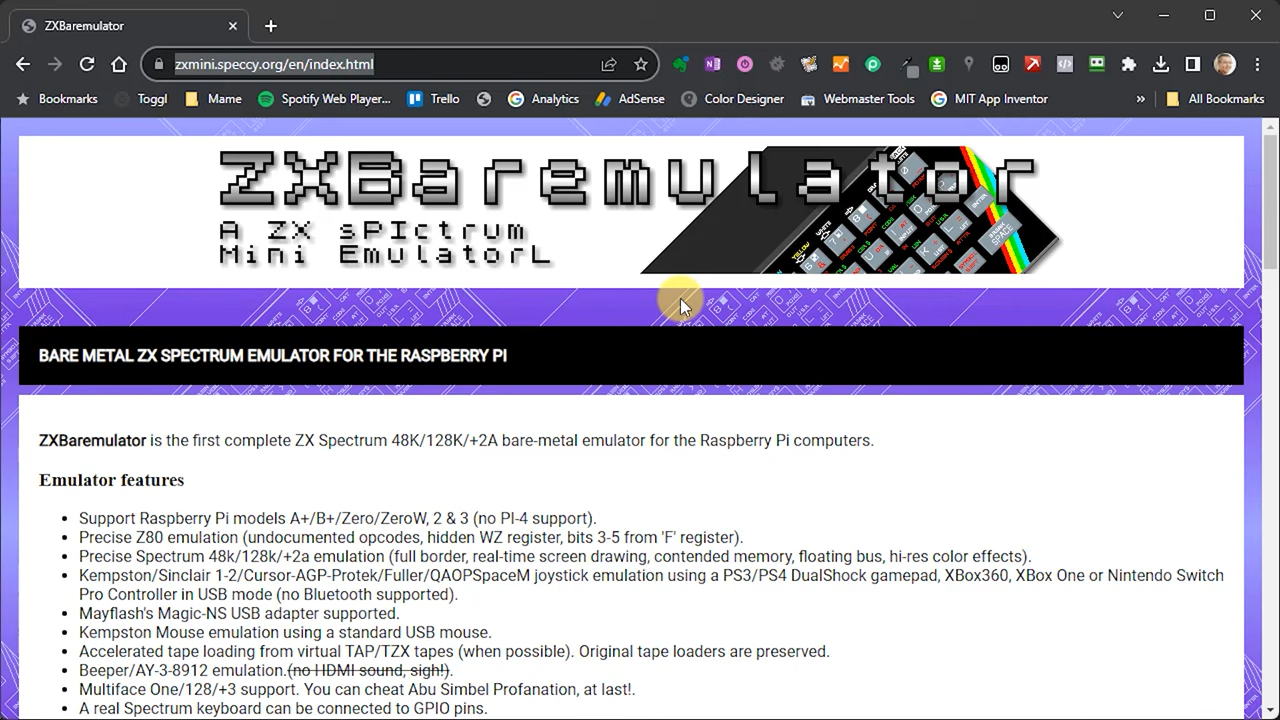 ZXBaremulator
zxmini.speccy.org/en/index.html
Bookmarks
Toggl
Mame
Spotify Web Player...
Trello
Analytics
AdSense
Color Designer
Webmaster Tools
MIT App Inventor
»
All Bookmarks
ZXBaremulator
A ZX sPIctrum
Mini EmulatorL
BARE METAL ZX SPECTRUM EMULATOR FOR THE RASPBERRY PI
ZXBaremulator is the first complete ZX Spectrum 48K/128K/+2A bare-metal emulator for the Raspberry Pi computers.
Emulator features
• Support Raspberry Pi models A+/B+/Zero/ZeroW, 2 & 3 (no PI-4 support).
• Precise Z80 emulation (undocumented opcodes, hidden WZ register, bits 3-5 from 'F' register).
• Precise Spectrum 48k/128k/+2a emulation (full border, real-time screen drawing, contended memory, floating bus, hi-res color effects).
• Kempston/Sinclair 1-2/Cursor-AGP-Protek/Fuller/QAOPSpaceM joystick emulation using a PS3/PS4 DualShock gamepad, XBox360, XBox One or Nintendo Switch
Pro Controller in USB mode (no Bluetooth supported).
• Mayflash's Magic-NS USB adapter supported.
• Kempston Mouse emulation using a standard USB mouse.
• Accelerated tape loading from virtual TAP/TZX tapes (when possible). Original tape loaders are preserved.
• Beeper/AY-3-8912 emulation.(no HDMI sound, sigh!).
• Multiface One/128/+3 support. You can cheat Abu Simbel Profanation, at last!.
• A real Spectrum keyboard can be connected to GPIO pins.